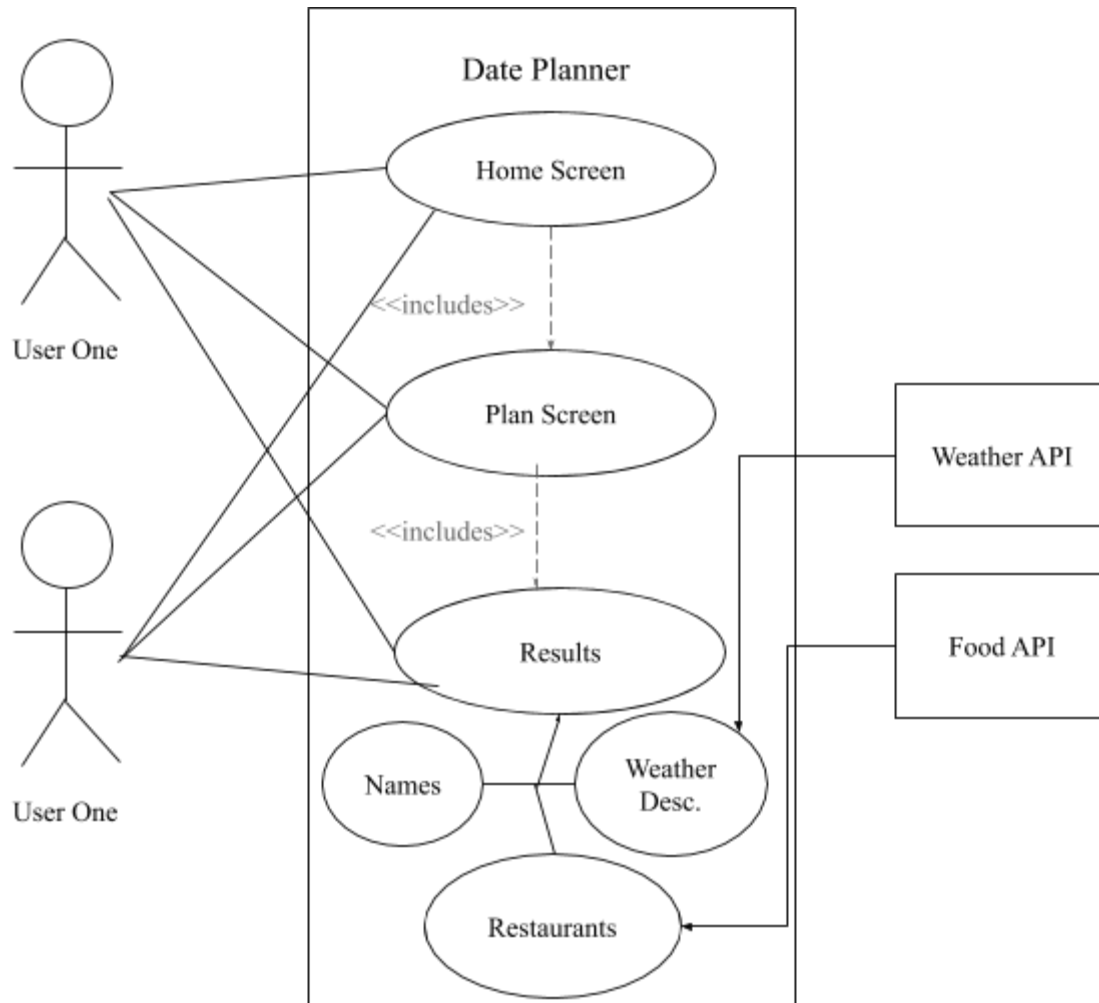 Date Planner
Home Screen
<<includes>>
User One
Plan Screen
Weather API
<<includes>>
Food API
Results
Names
Weather
Desc.
User One
Restaurants